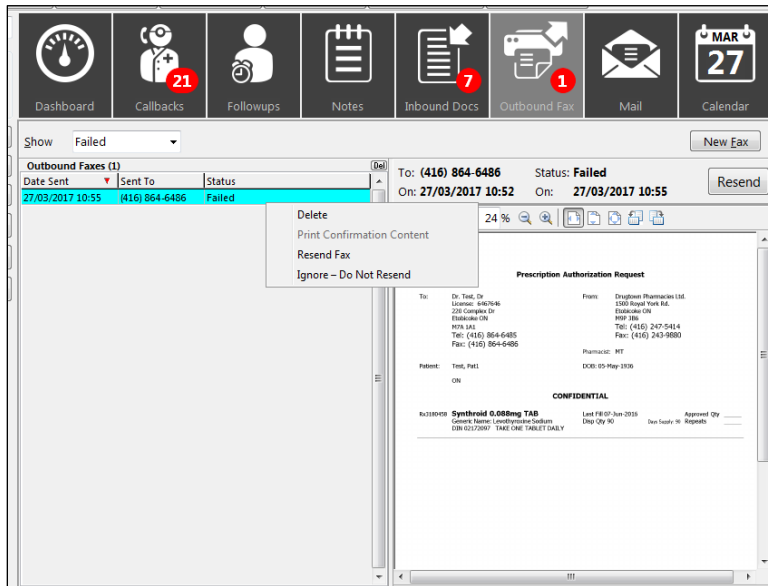 MAR
27
21
7
1
Dashboard
Callbacks
Followups
Notes
Inbound Docs
Outbound Fax
Mail
Calendar
Show Failed
New Fax
Outbound Faxes (1)
Del
Date Sent Sent To Status
27/03/2017 10:55 (416) 864-6486 Failed
Delete
Print Confirmation Content
Resend Fax
Ignore – Do Not Resend
To: (416) 864-6486 Status: Failed
On: 27/03/2017 10:52 On: 27/03/2017 10:55
Resend
24 %
Prescription Authorization Request
To: Dr. Test, Dr From: Drugtown Pharmacies Ltd.
License: 6467646 1500 Royal York Rd.
220 Complex Dr Etobicoke ON
Etobicoke ON M9P 3B6
M7A 1A1 Tel: (416) 247-5414
Tel: (416) 864-6485 Fax: (416) 243-9880
Fax: (416) 864-6486
Pharmacist: MT
Patient: Test, Pat1 DOB: 05-May-1936
ON
CONFIDENTIAL
Rx3180458 Synthroid 0.088mg TAB Last Fill 07-Jun-2016 Approved Qty
Generic Name: Levothyroxine Sodium Disp Qty 90 Days Supply: 90 Repeats
DIN 02172097 TAKE ONE TABLET DAILY